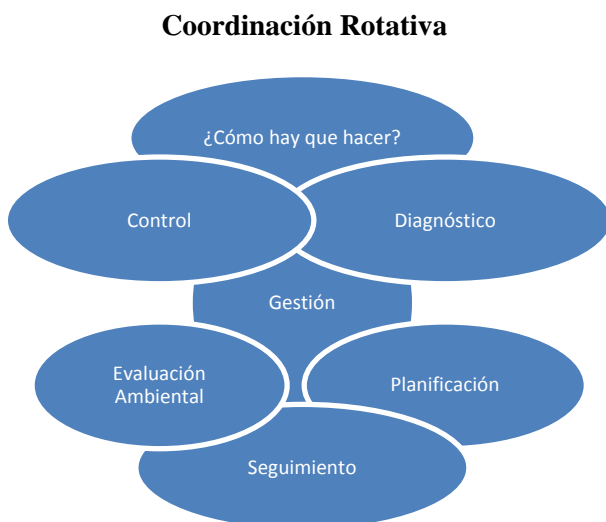 Coordinación Rotativa
¿Cómo hay que hacer?
Control
Diagnóstico
Gestión
Evaluación
Ambiental
Planificación
Seguimiento